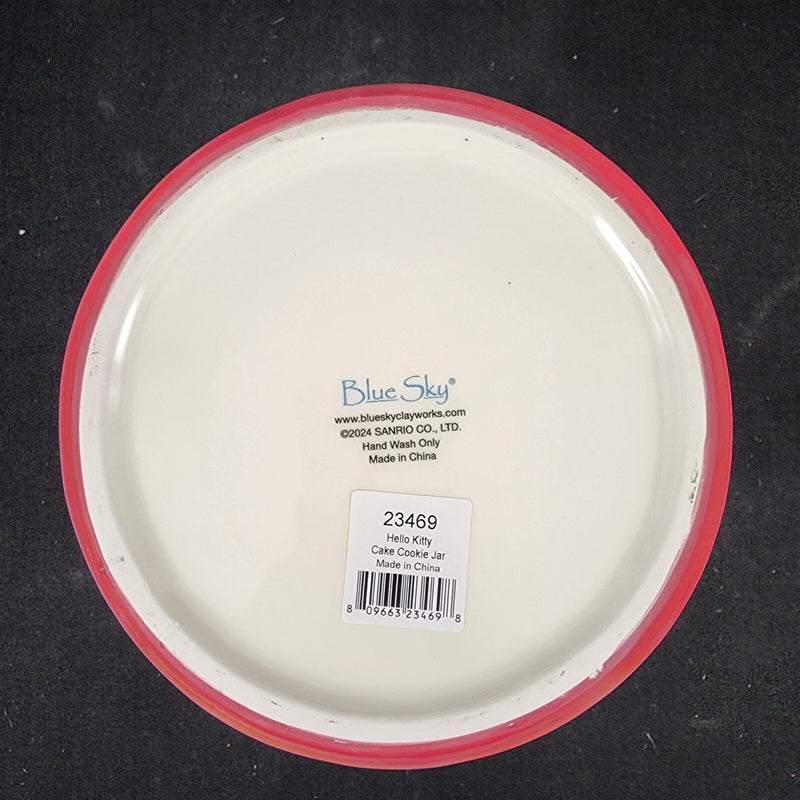 Blue Sky®
www.blueskyclayworks.com
©2024 SANRIO CO., LTD.
Hand Wash Only
Made in China
23469
Hello Kitty
Cake Cookie Jar
Made in China
8 09663 23469 8